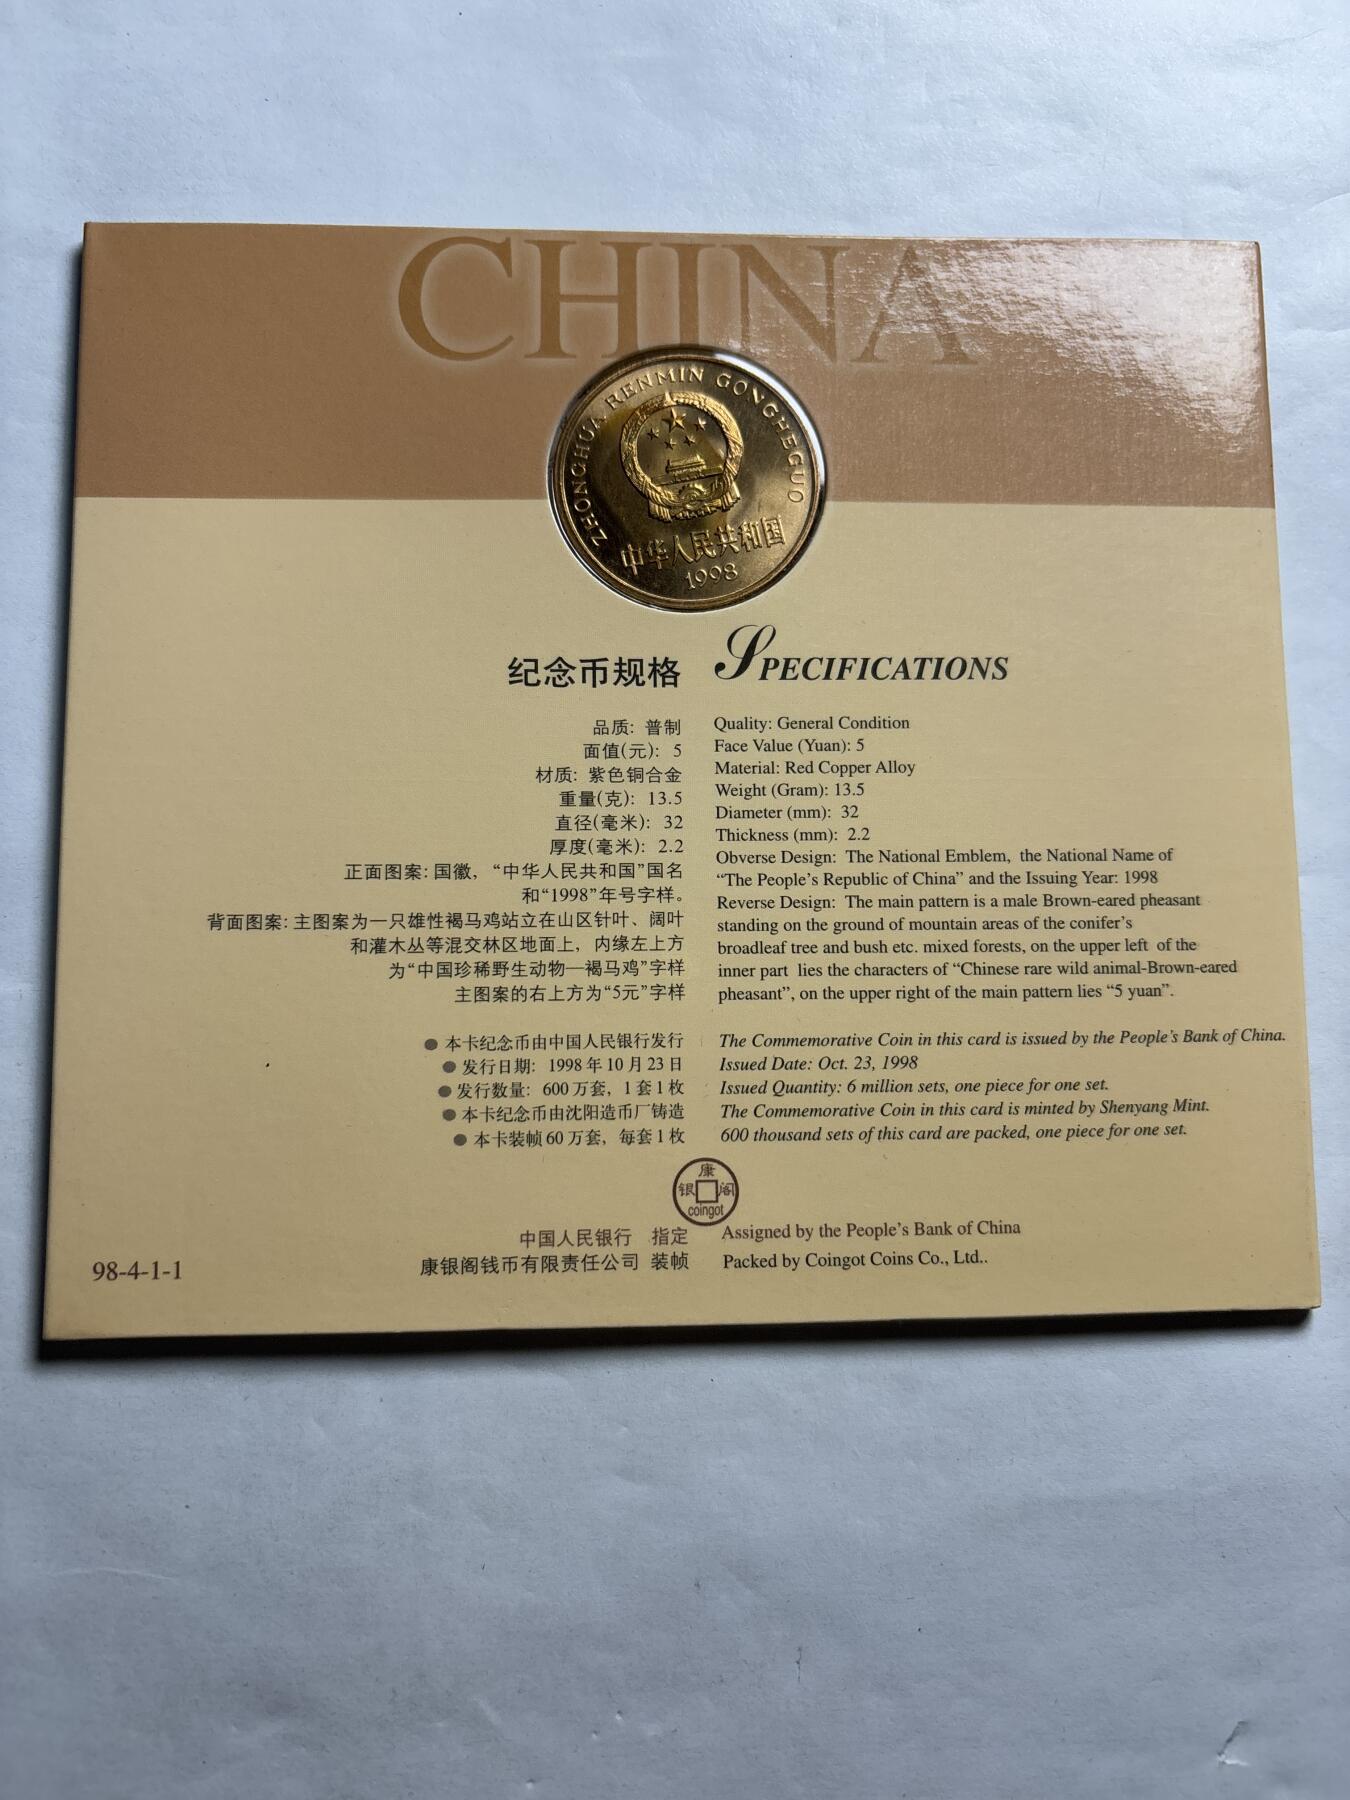 CHINA
ZHONGHUA RENMIN GONGHEGUO
中华人民共和国
1998
纪念币规格
品质: 普制
面值(元): 5
材质: 紫色铜合金
重量(克): 13.5
直径(毫米): 32
厚度(毫米): 2.2
正面图案: 国徽，“中华人民共和国”国名
和“1998”年号字样。
背面图案: 主图案为一只雄性褐马鸡站立在山区针叶、阔叶
和灌木丛等混交林区地面上，内缘左上方
为“中国珍稀野生动物—褐马鸡”字样
主图案的右上方为“5元”字样
● 本卡纪念币由中国人民银行发行
● 发行日期: 1998 年 10 月 23 日
● 发行数量: 600 万套，1 套 1 枚
● 本卡纪念币由沈阳造币厂铸造
● 本卡装帧 60 万套，每套 1 枚
SPECIFICATIONS
Quality: General Condition
Face Value (Yuan): 5
Material: Red Copper Alloy
Weight (Gram): 13.5
Diameter (mm): 32
Thickness (mm): 2.2
Obverse Design: The National Emblem, the National Name of
“The People's Republic of China” and the Issuing Year: 1998
Reverse Design: The main pattern is a male Brown-eared pheasant
standing on the ground of mountain areas of the conifer's
broadleaf tree and bush etc. mixed forests, on the upper left of the
inner part lies the characters of “Chinese rare wild animal-Brown-eared
pheasant”, on the upper right of the main pattern lies “5 yuan”.
The Commemorative Coin in this card is issued by the People's Bank of China.
Issued Date: Oct. 23, 1998
Issued Quantity: 6 million sets, one piece for one set.
The Commemorative Coin in this card is minted by Shenyang Mint.
600 thousand sets of this card are packed, one piece for one set.
康
银 阁
coingot
中国人民银行 指定
康银阁钱币有限责任公司 装帧
Assigned by the People's Bank of China
Packed by Coingot Coins Co., Ltd..
98-4-1-1